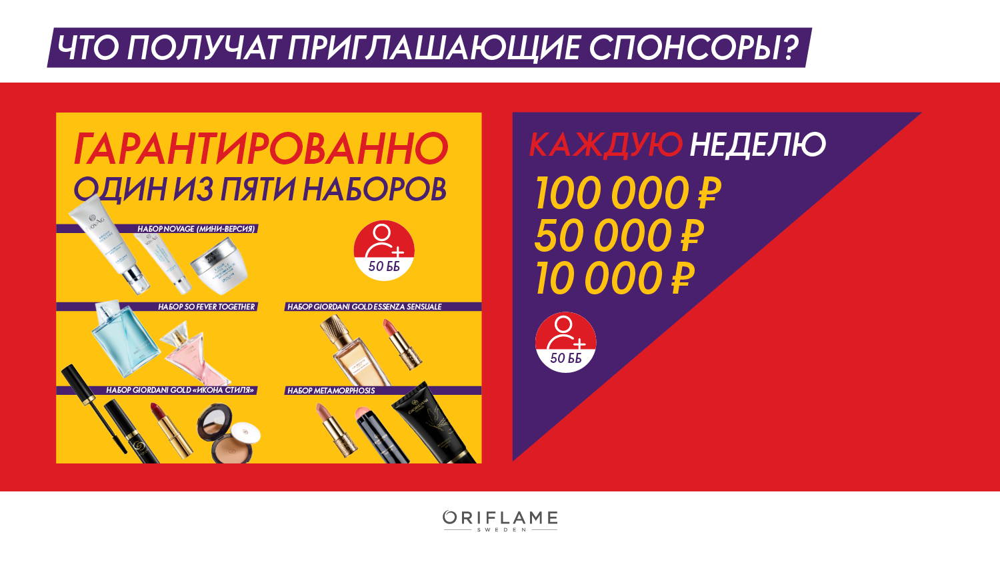 ЧТО ПОЛУЧАТ ПРИГЛАШАЮЩИЕ СПОНСОРЫ?
ГАРАНТИРОВАННО
ОДИН ИЗ ПЯТИ НАБОРОВ
НАБОР NOVAGE (МИНИ-ВЕРСИЯ)
50 ББ
НАБОР SO FEVER TOGETHER
НАБОР GIORDANI GOLD ESSENZA SENSUALE
НАБОР GIORDANI GOLD «ИКОНА СТИЛЯ»
НАБОР METAMORPHOSIS
КАЖДУЮ НЕДЕЛЮ
100 000 ₽
50 000 ₽
10 000 ₽
50 ББ
ORIFLAME
SWEDEN